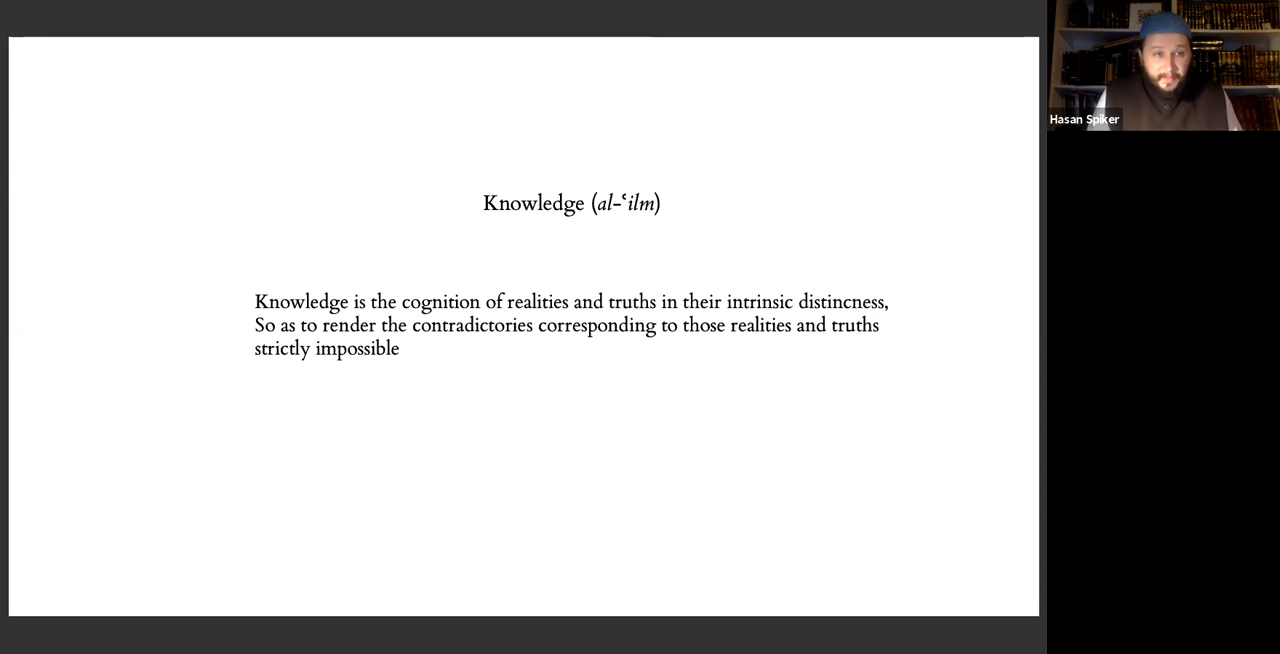 Knowledge (al-ʿilm)
Knowledge is the cognition of realities and truths in their intrinsic distincness,
So as to render the contradictories corresponding to those realities and truths
strictly impossible
Hasan Spiker